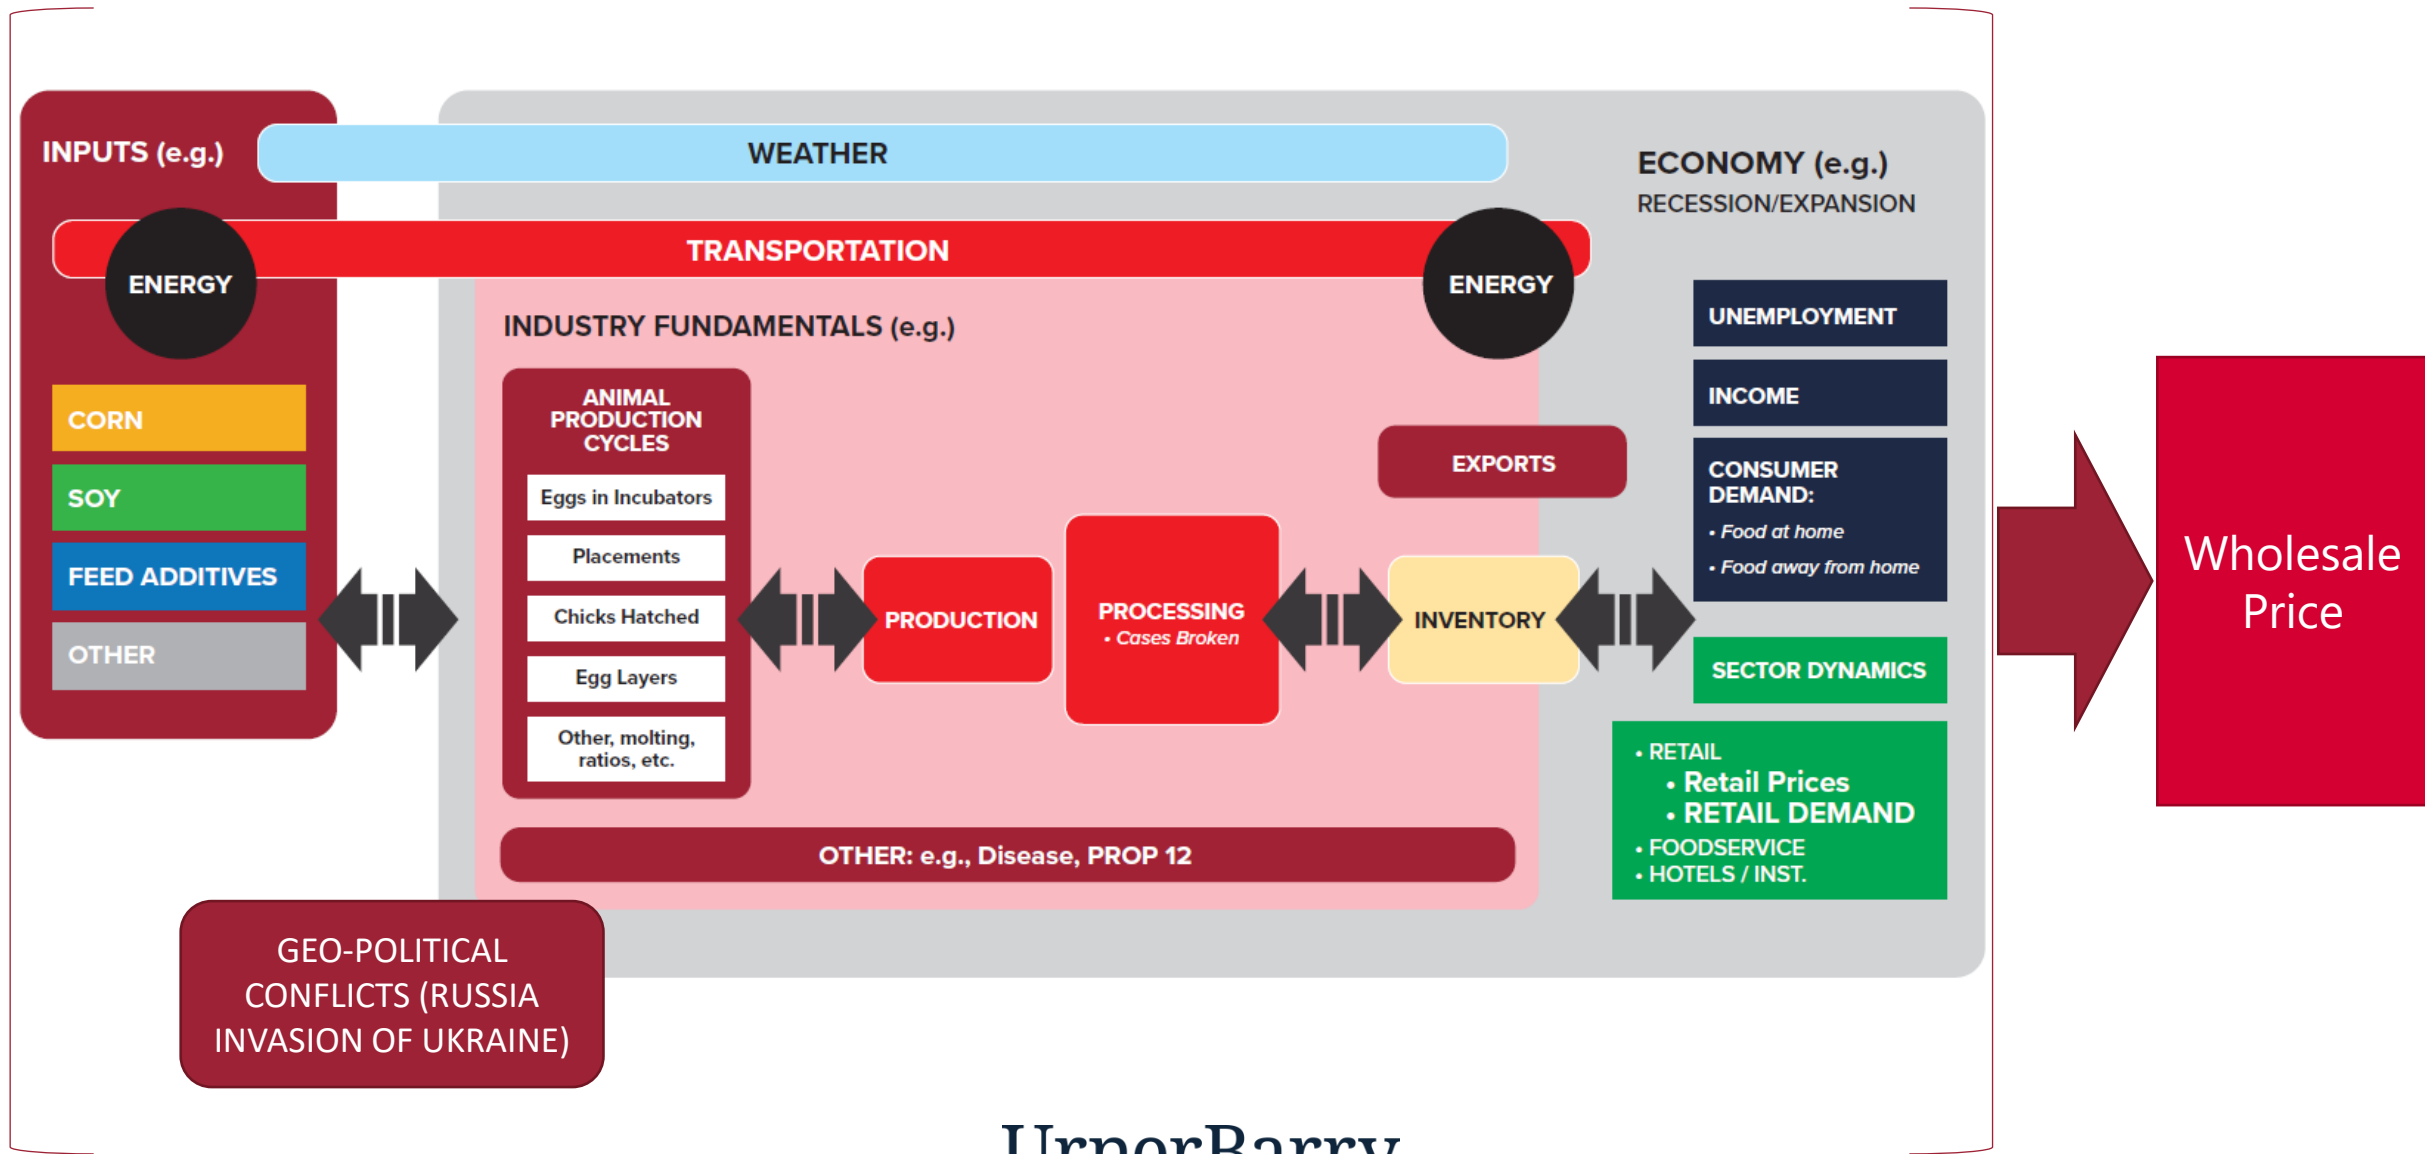 INPUTS (e.g.)
WEATHER
ECONOMY (e.g.)
RECESSION/EXPANSION
TRANSPORTATION
ENERGY
ENERGY
INDUSTRY FUNDAMENTALS (e.g.)
CORN
SOY
FEED ADDITIVES
OTHER
ANIMAL
PRODUCTION
CYCLES
Eggs in Incubators
Placements
Chicks Hatched
Egg Layers
Other, molting,
ratios, etc.
PRODUCTION
PROCESSING
• Cases Broken
EXPORTS
INVENTORY
OTHER: e.g., Disease, PROP 12
UNEMPLOYMENT
INCOME
CONSUMER
DEMAND:
• Food at home
• Food away from home
SECTOR DYNAMICS
• RETAIL
• Retail Prices
• RETAIL DEMAND
• FOODSERVICE
• HOTELS / INST.
Wholesale
Price
GEO-POLITICAL
CONFLICTS (RUSSIA
INVASION OF UKRAINE)
UrnerBarry